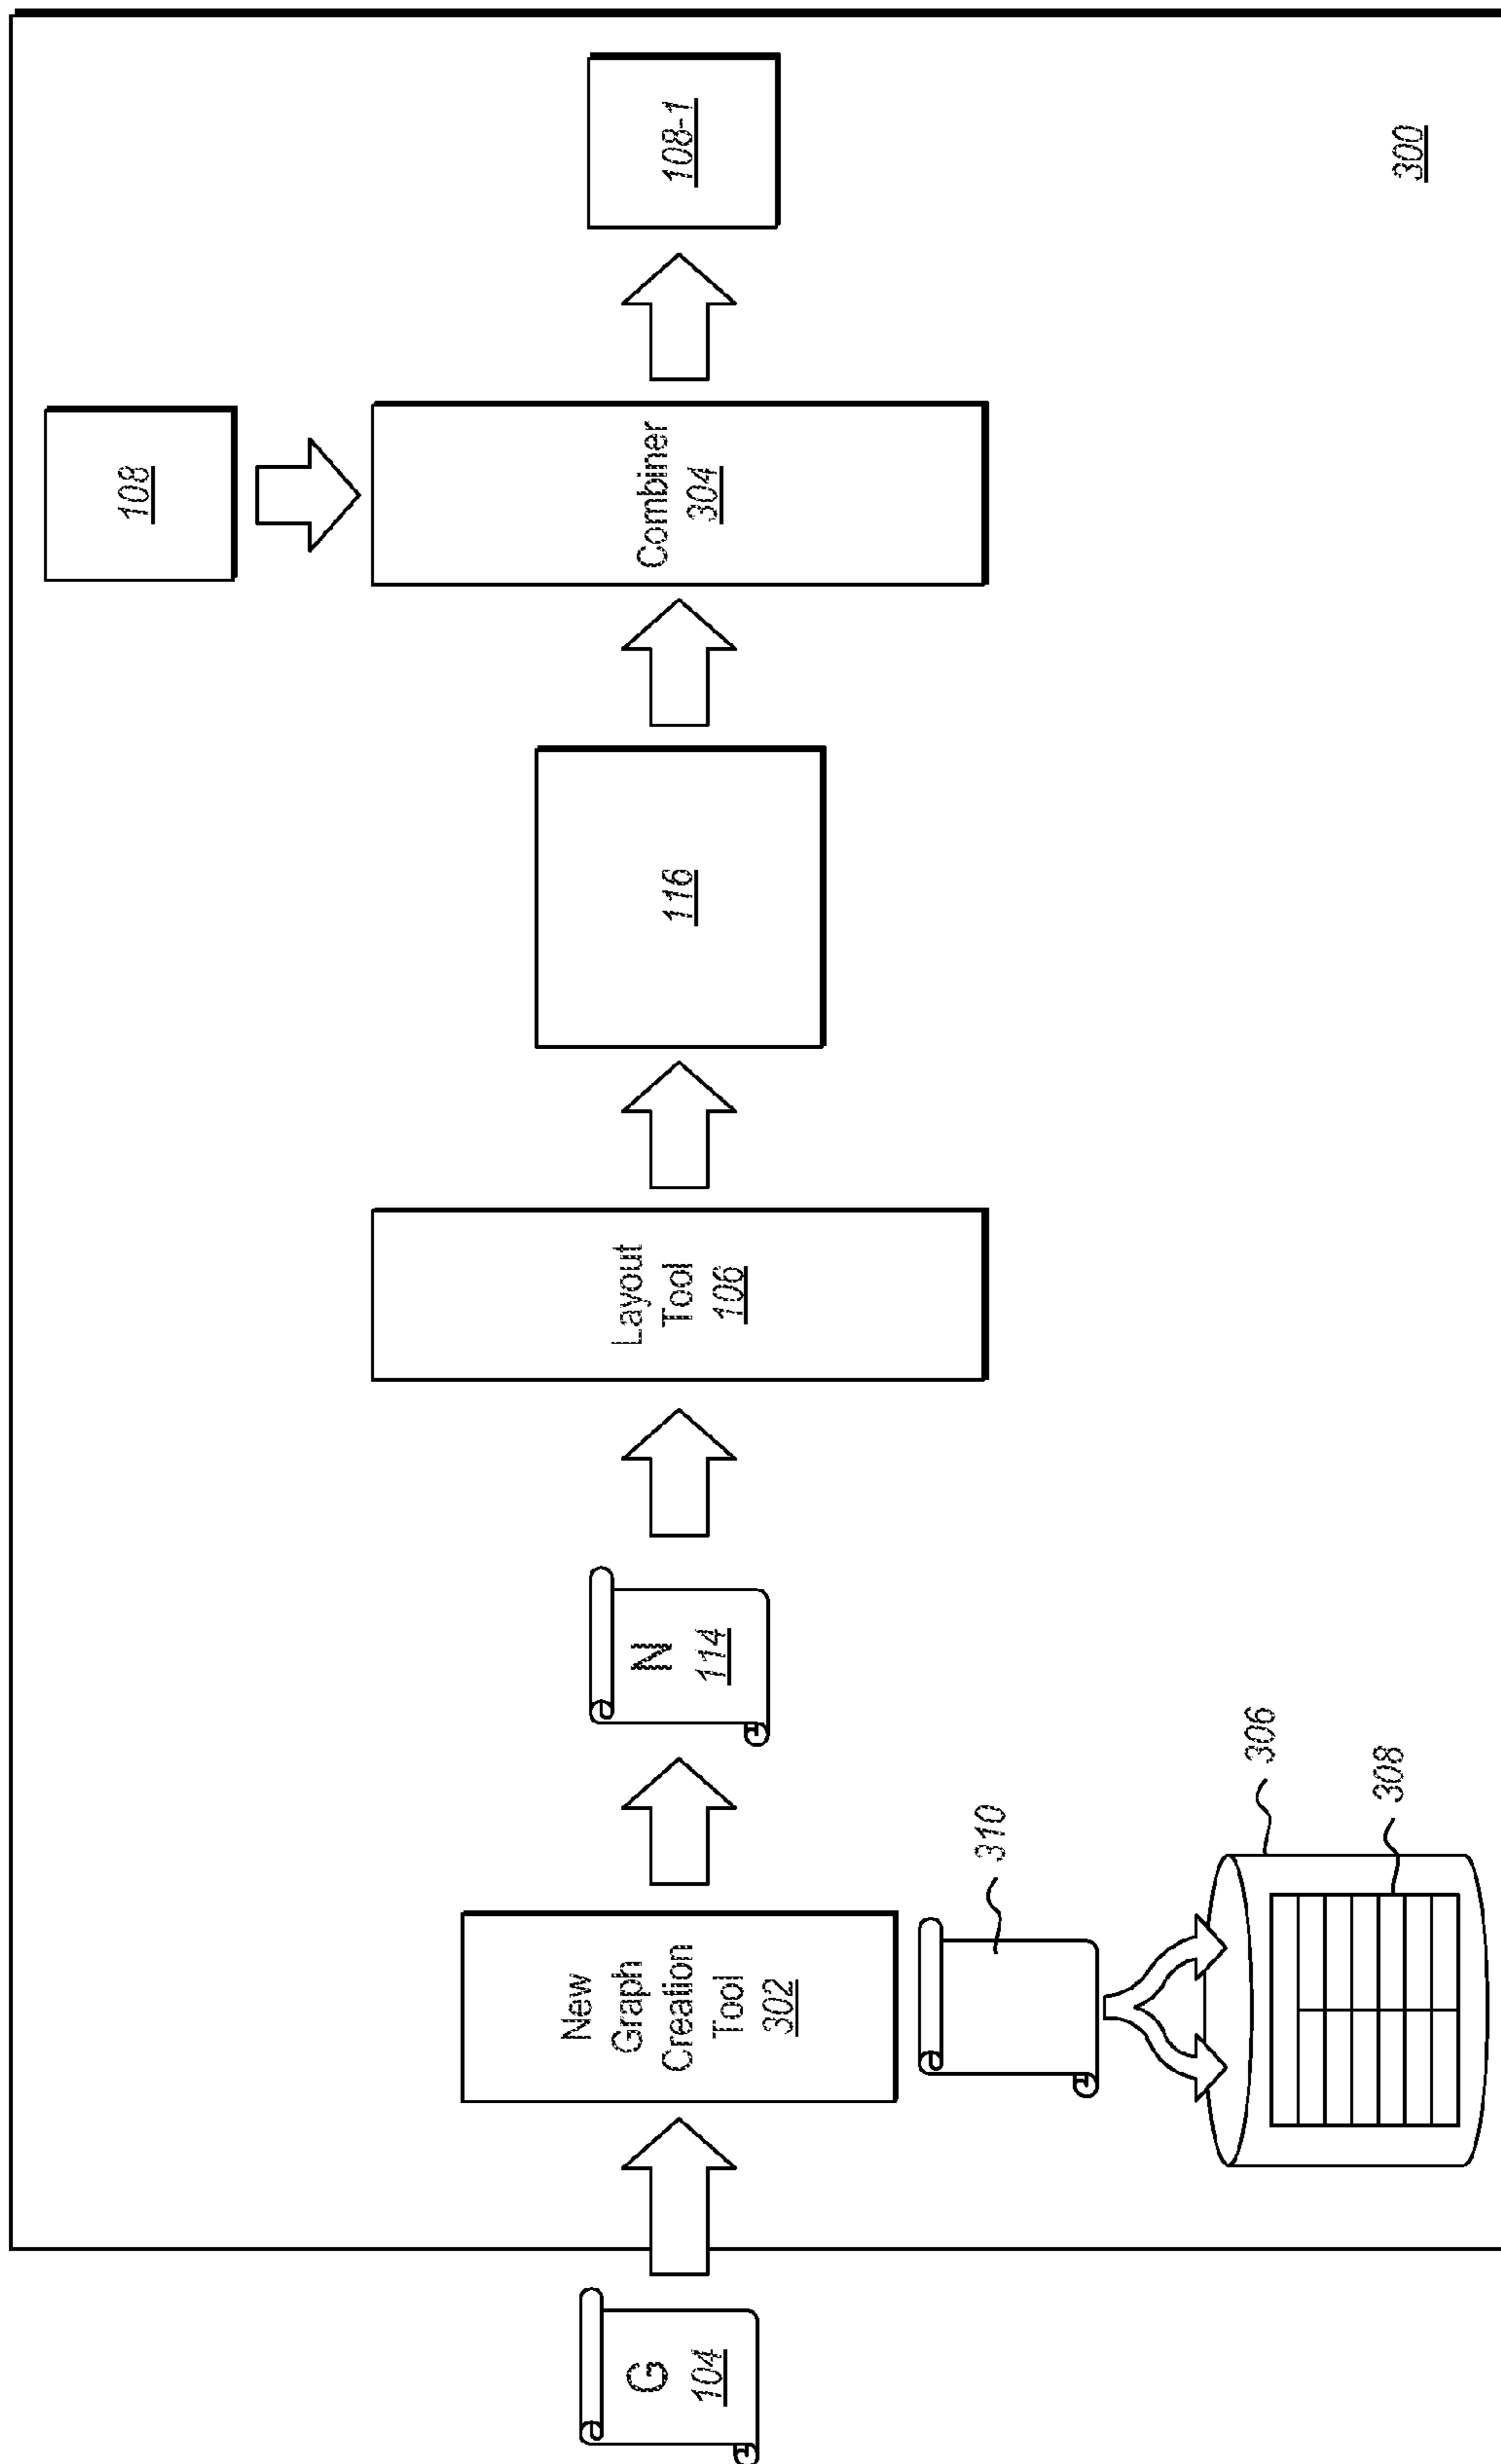 G
104
New
Graph
Creation
Tool
302
310
306
308
N
114
Layout
Tool
106
116
108
Combiner
304
108-1
300